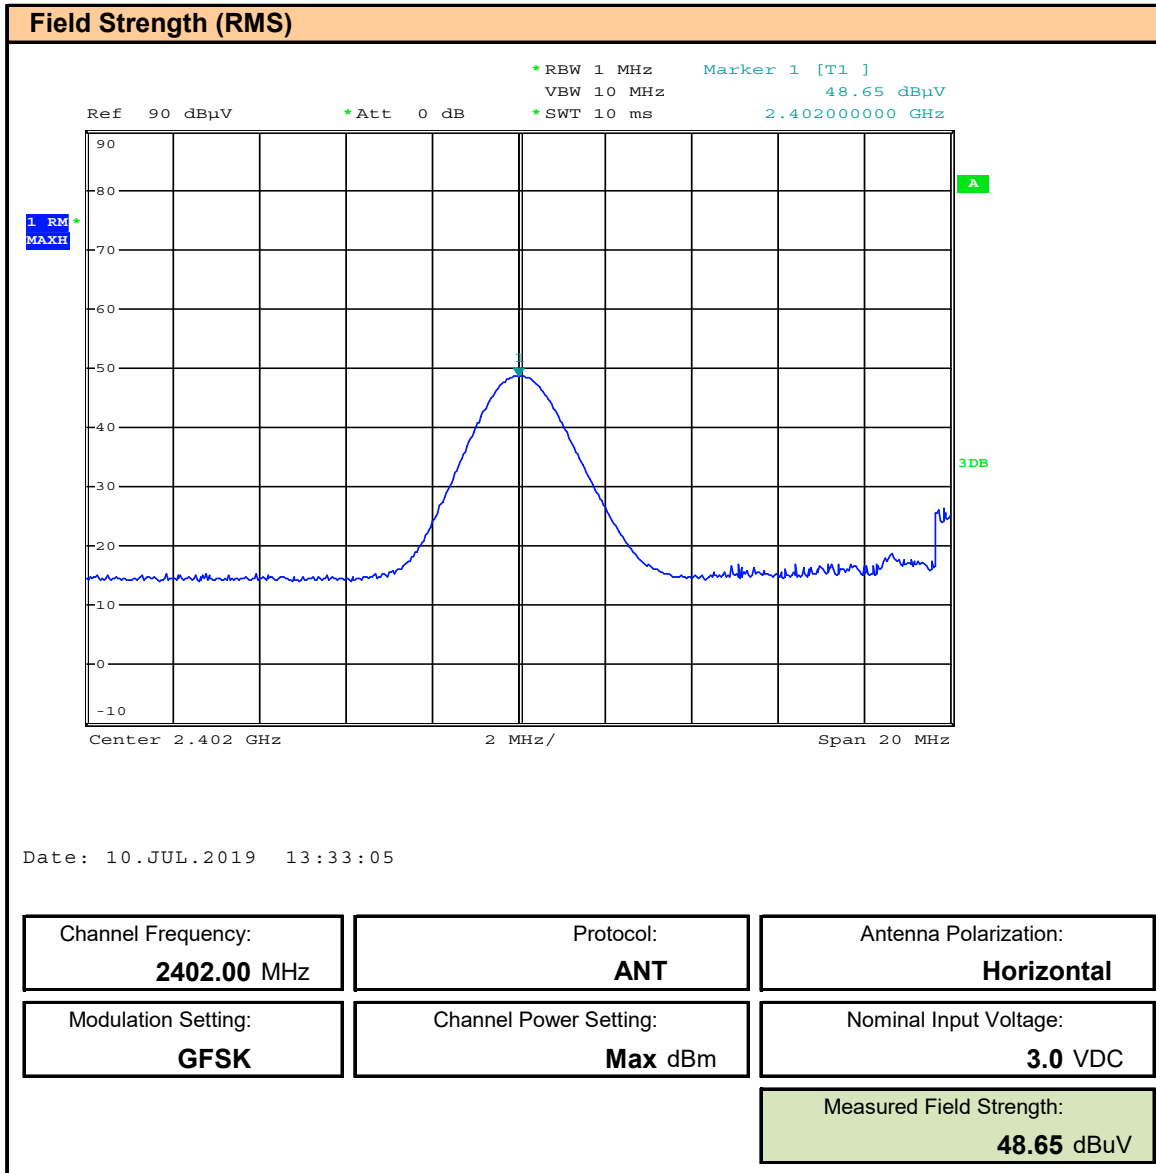 Field Strength (RMS)
*RBW 1 MHz Marker 1 [T1 ]
VBW 10 MHz 48.65 dBµV
Ref 90 dBµV *Att 0 dB *SWT 10 ms 2.402000000 GHz
90
80
A
1 RM *
MAXH
70
60
50
1
40
3DB
30
20
10
0
-10
Center 2.402 GHz 2 MHz/ Span 20 MHz
Date: 10.JUL.2019 13:33:05
Channel Frequency: Protocol: Antenna Polarization:
2402.00 MHz ANT Horizontal
Modulation Setting: Channel Power Setting: Nominal Input Voltage:
GFSK Max dBm 3.0 VDC
Measured Field Strength:
48.65 dBuV